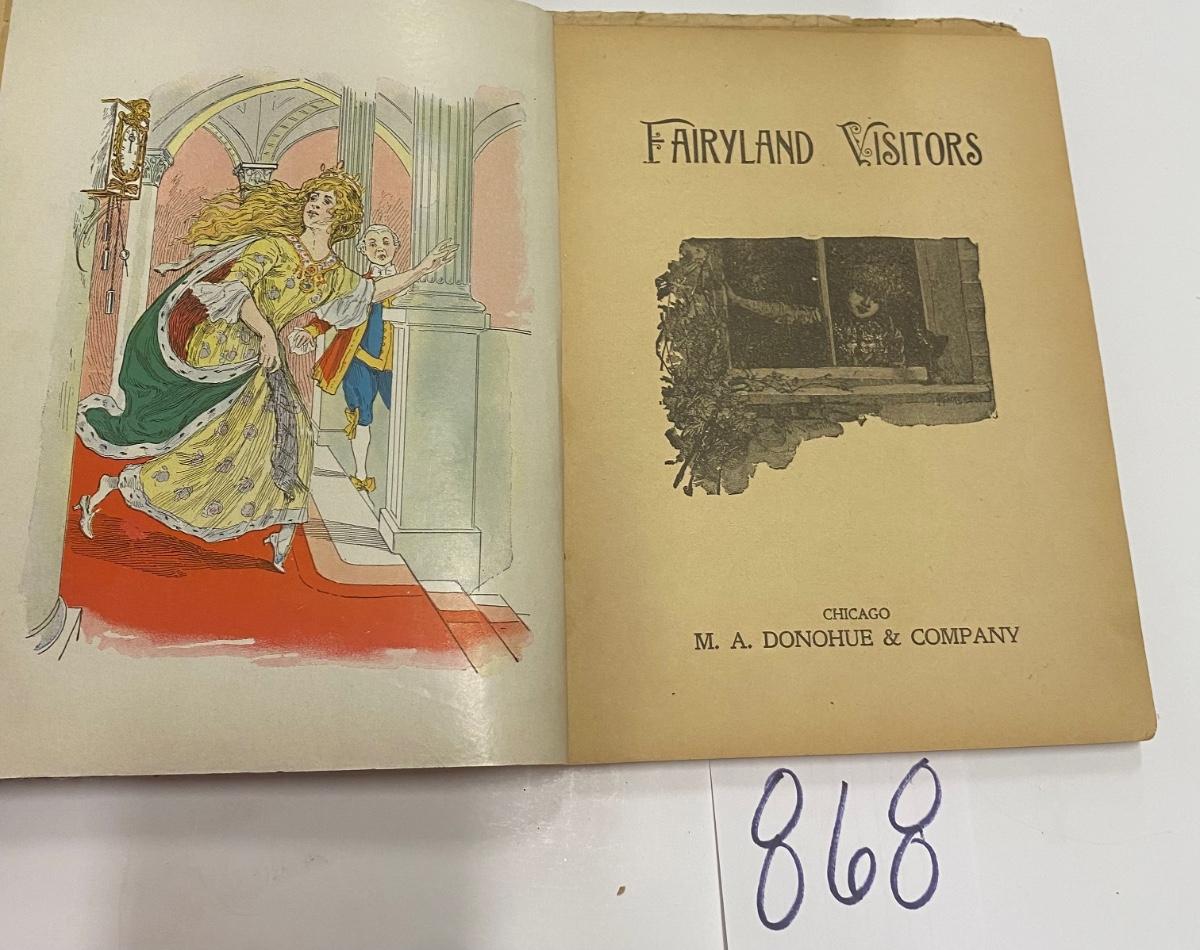 FAIRYLAND VISITORS
CHICAGO
M. A. DONOHUE & COMPANY
868